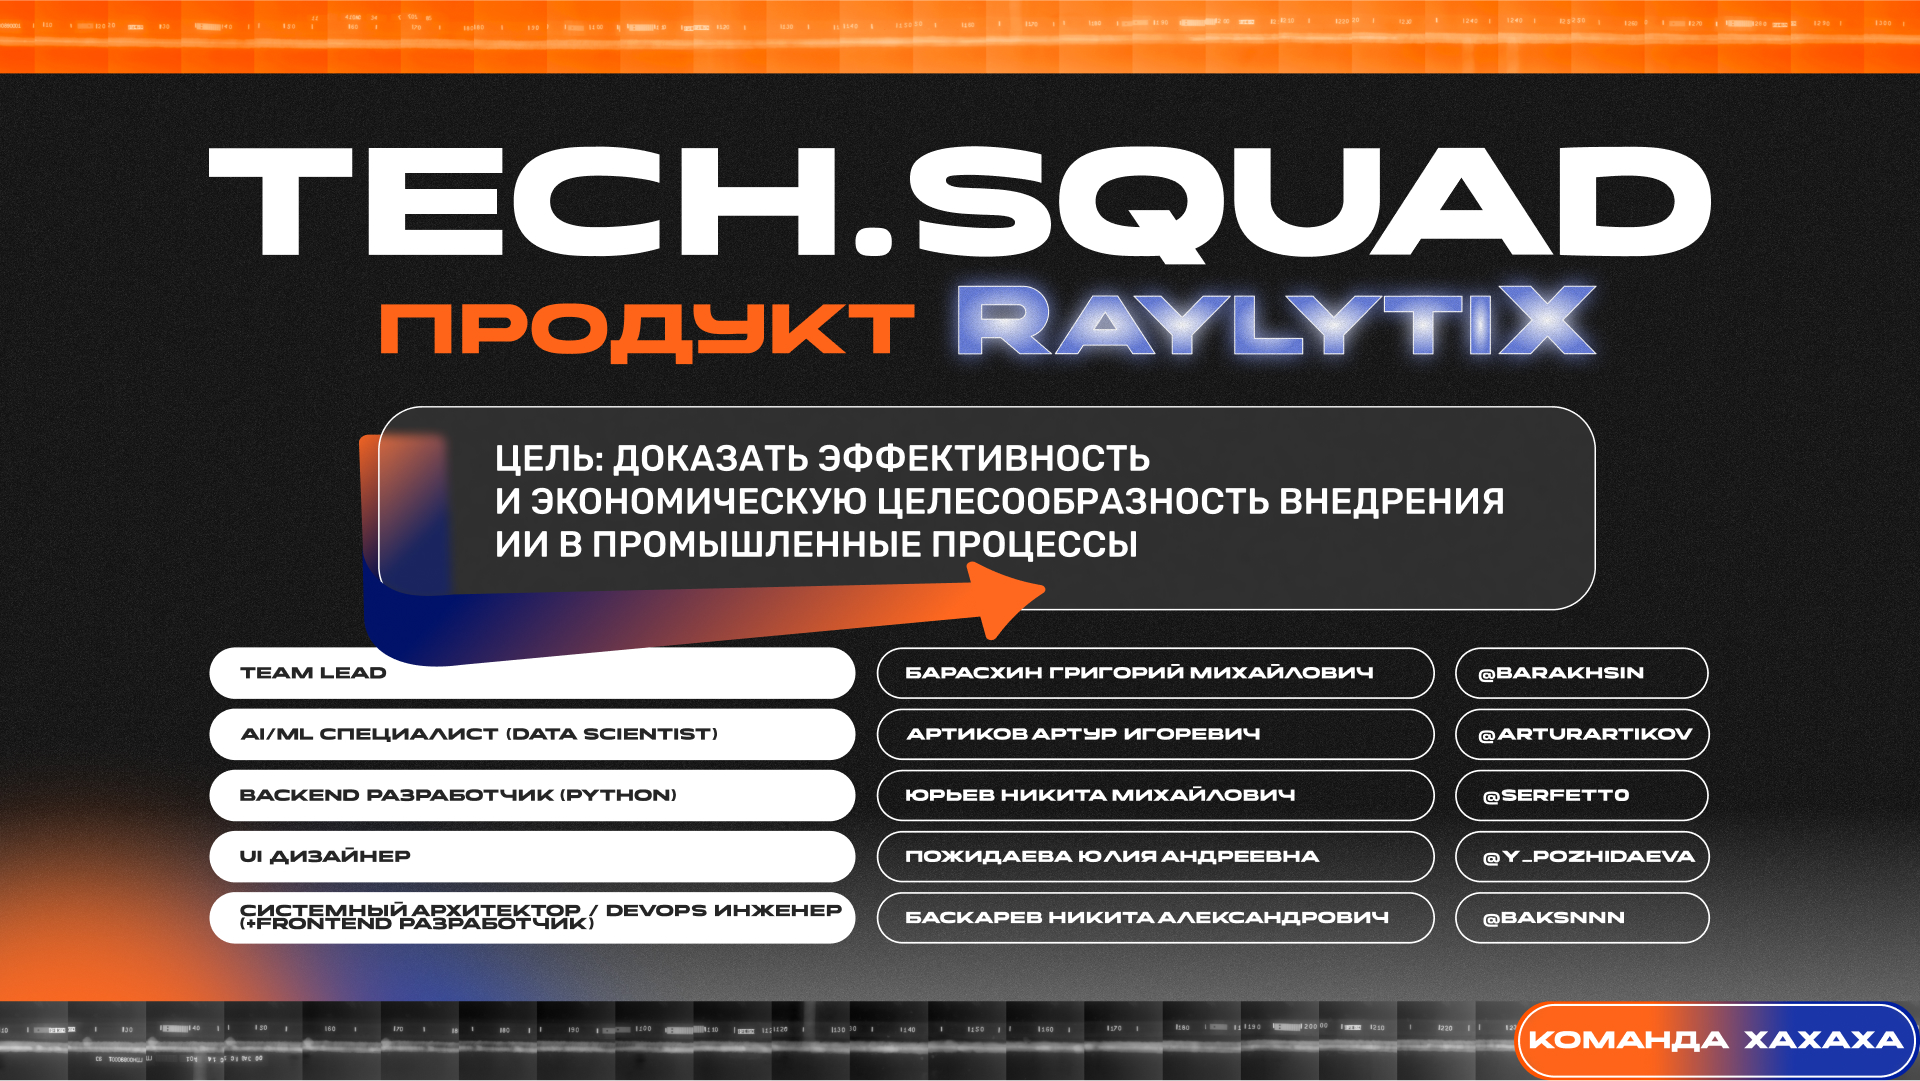 TECH.SQUAD
ПРОДУКТ RAYLYTIX
ЦЕЛЬ: ДОКАЗАТЬ ЭФФЕКТИВНОСТЬ
И ЭКОНОМИЧЕСКУЮ ЦЕЛЕСООБРАЗНОСТЬ ВНЕДРЕНИЯ
ИИ В ПРОМЫШЛЕННЫЕ ПРОЦЕССЫ
TEAM LEAD БАРАСХИН ГРИГОРИЙ МИХАЙЛОВИЧ @BARAKHSIN
AI/ML СПЕЦИАЛИСТ (DATA SCIENTIST) АРТИКОВ АРТУР ИГОРЕВИЧ @ARTURARTIKOV
BACKEND РАЗРАБОТЧИК (PYTHON) ЮРЬЕВ НИКИТА МИХАЙЛОВИЧ @SERFETT0
UI ДИЗАЙНЕР ПОЖИДАЕВА ЮЛИЯ АНДРЕЕВНА @Y_POZHIDAEVA
СИСТЕМНЫЙ АРХИТЕКТОР / DEVOPS ИНЖЕНЕР
(+FRONTEND РАЗРАБОТЧИК) БАСКАРЕВ НИКИТА АЛЕКСАНДРОВИЧ @BAKSNNN
КОМАНДА ХАХАХА